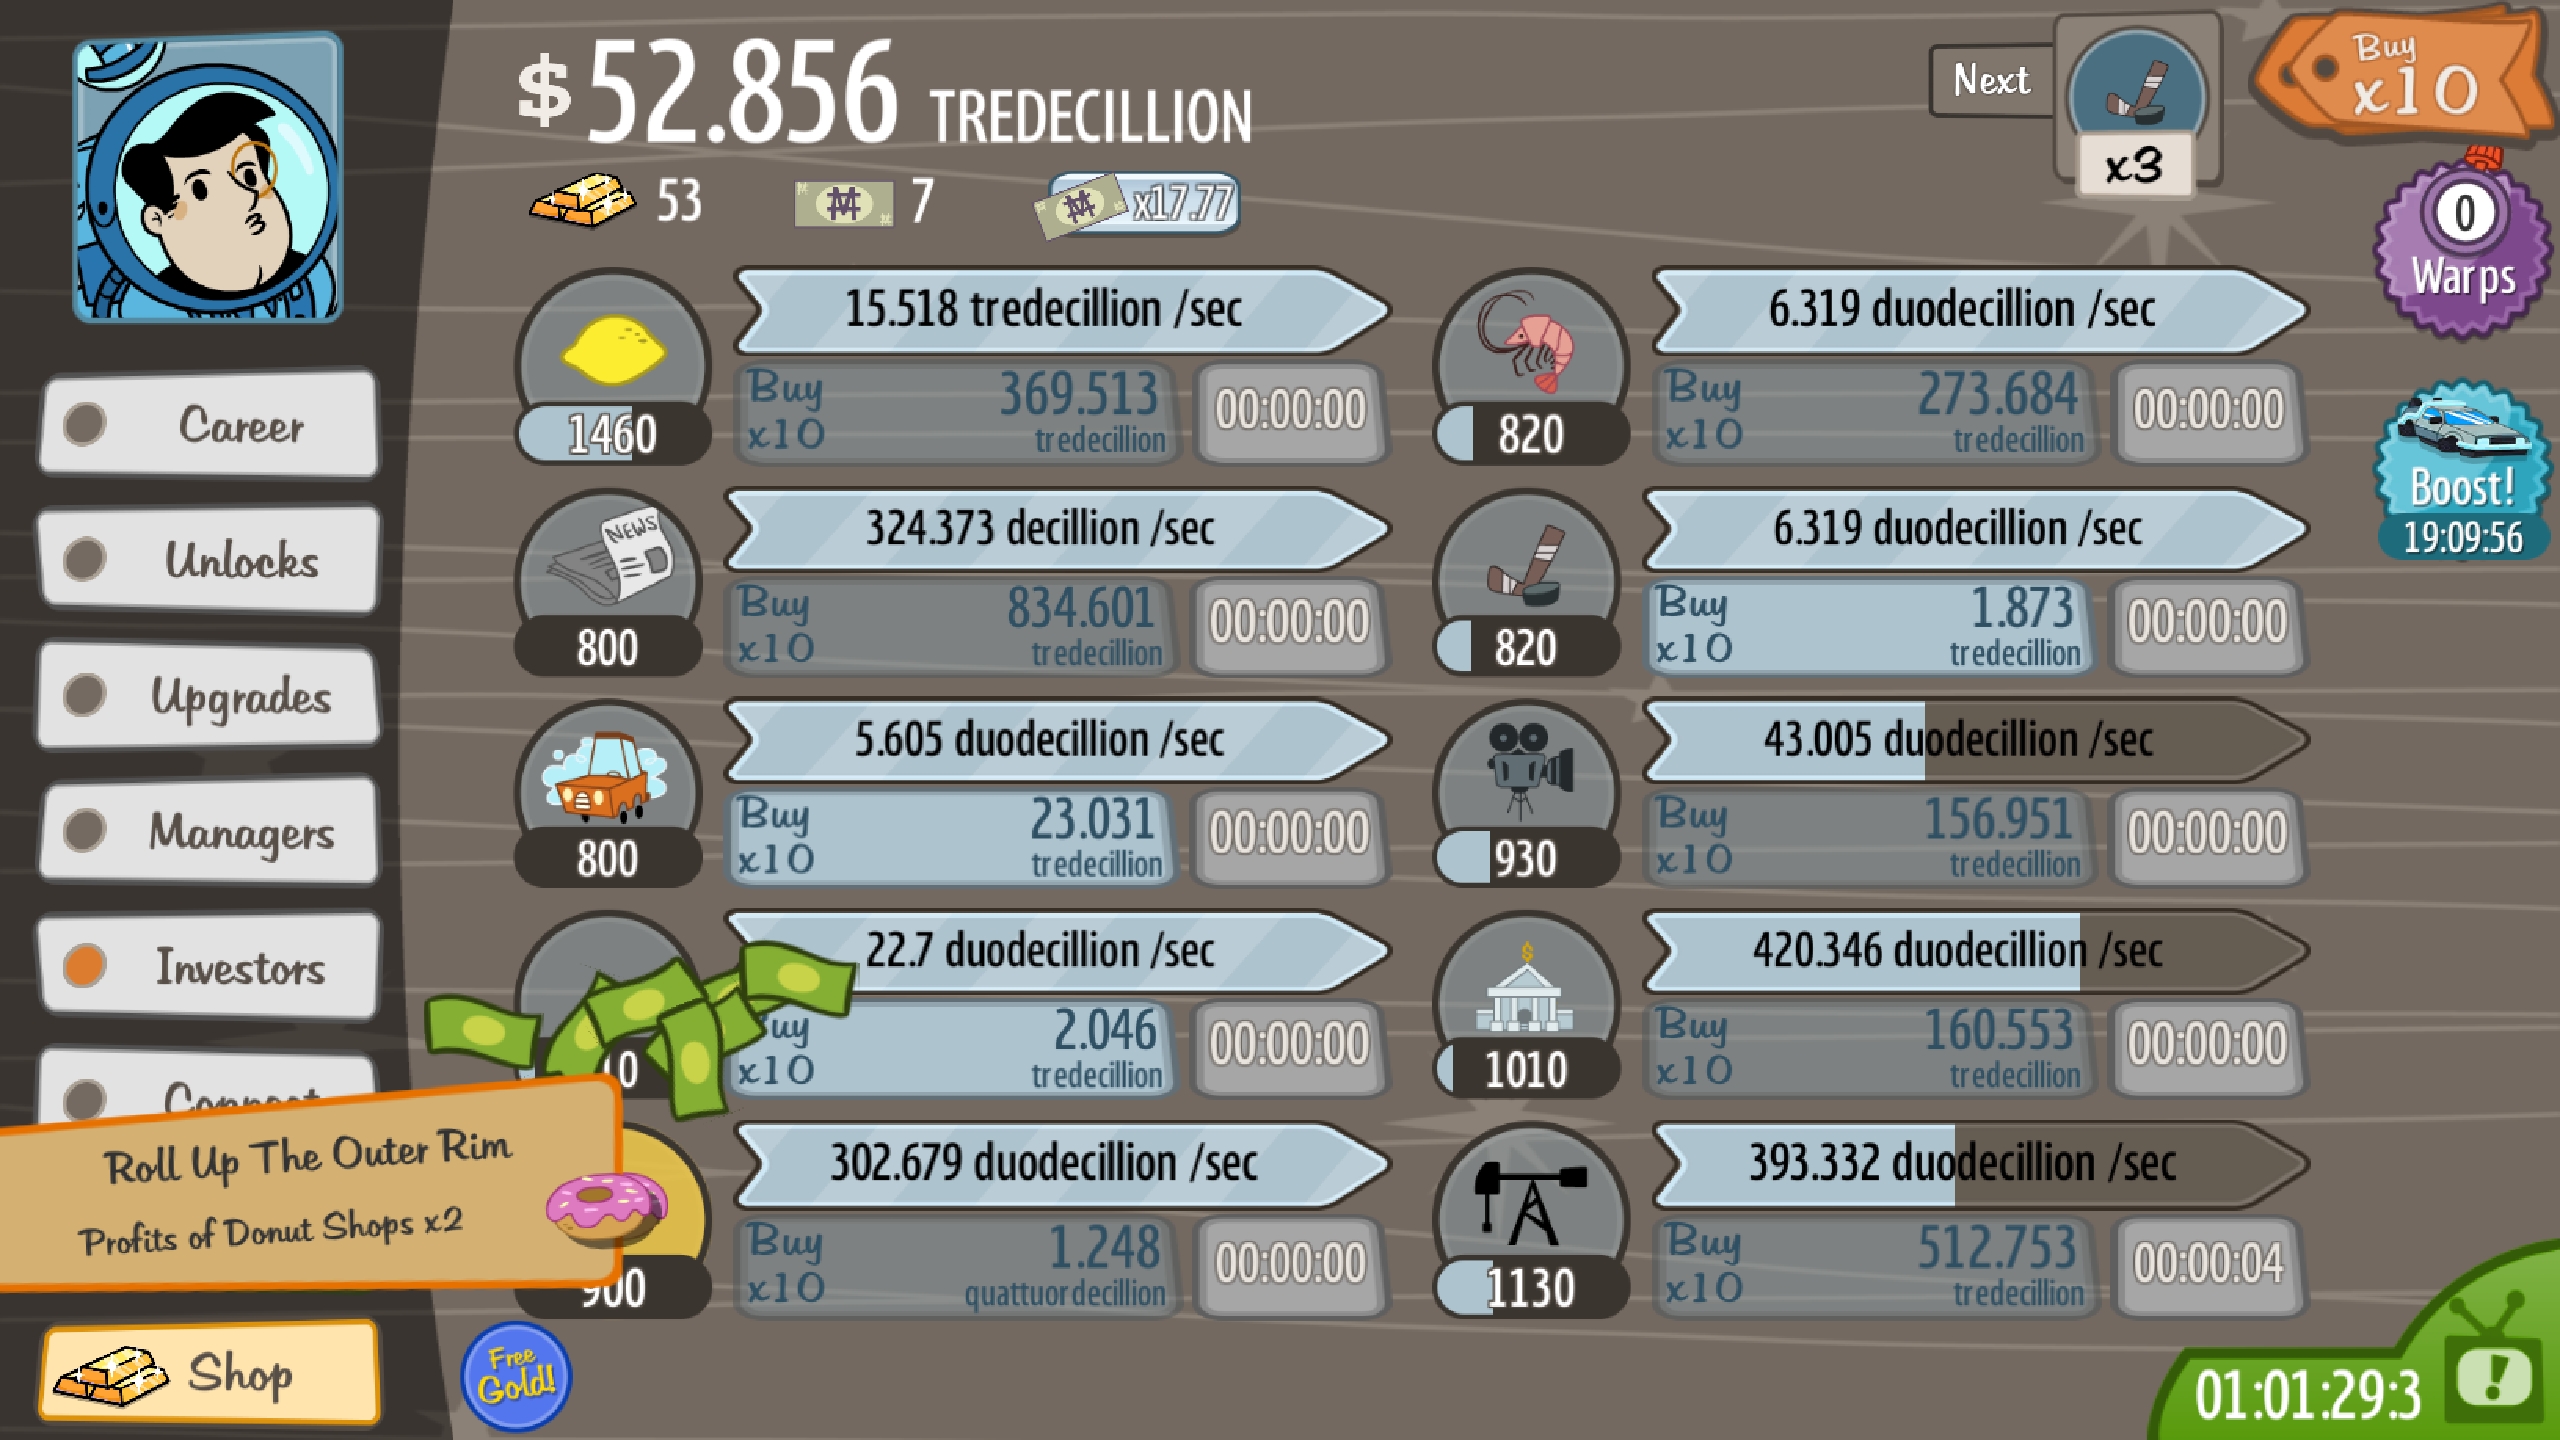 $52.856 TREDECILLION
Next
x3
Buy
x10
53
7
x17.77
0
Warps
Boost!
19:09:56
Career
Unlocks
Upgrades
Managers
Investors
Roll Up The Outer Rim
Profits of Donut Shops x2
Shop
Free
Gold!
15.518 tredecillion /sec
1460
Buy 369.513
x10 tredecillion
00:00:00
NEWS
324.373 decillion /sec
800
Buy 834.601
x10 tredecillion
00:00:00
5.605 duodecillion /sec
800
Buy 23.031
x10 tredecillion
00:00:00
22.7 duodecillion /sec
2.046
x10 tredecillion
00:00:00
302.679 duodecillion /sec
900
Buy 1.248
x10 quattuordecillion
00:00:00
6.319 duodecillion /sec
820
Buy 273.684
x10 tredecillion
00:00:00
6.319 duodecillion /sec
820
Buy 1.873
x10 tredecillion
00:00:00
43.005 duodecillion /sec
930
Buy 156.951
x10 tredecillion
00:00:00
420.346 duodecillion /sec
1010
Buy 160.553
x10 tredecillion
00:00:00
393.332 duodecillion /sec
1130
Buy 512.753
x10 tredecillion
00:00:04
01:01:29:3